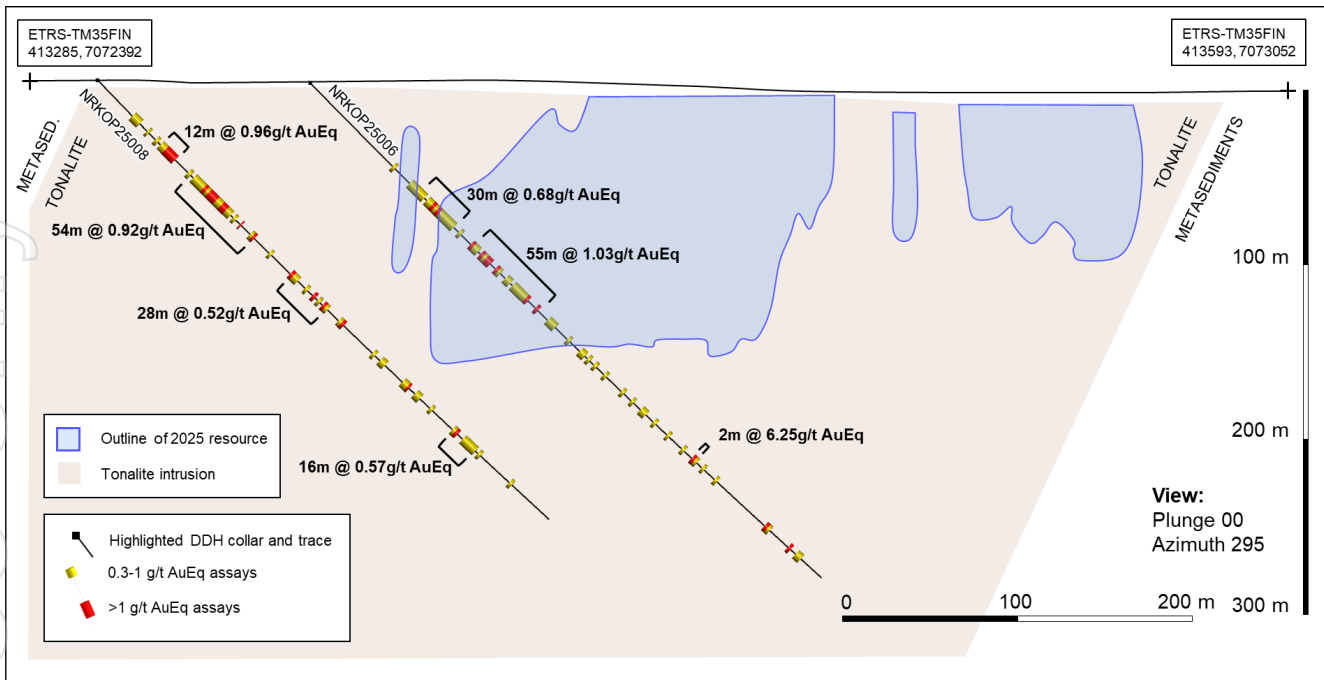 ETRS-TM35FIN
413285, 7072392
ETRS-TM35FIN
413593, 7073052
NRKOP25008
NRKOP25006
METASED.
TONALITE
TONALITE
METASEDIMENTS
12m @ 0.96g/t AuEq
54m @ 0.92g/t AuEq
28m @ 0.52g/t AuEq
16m @ 0.57g/t AuEq
30m @ 0.68g/t AuEq
55m @ 1.03g/t AuEq
2m @ 6.25g/t AuEq
100 m
200 m
300 m
Outline of 2025 resource
Tonalite intrusion
Highlighted DDH collar and trace
0.3-1 g/t AuEq assays
>1 g/t AuEq assays
View:
Plunge 00
Azimuth 295
0 100 200 m